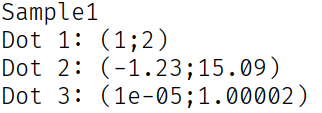 Sample1
Dot 1: (1;2)
Dot 2: (-1.23;15.09)
Dot 3: (1e-05;1.00002)